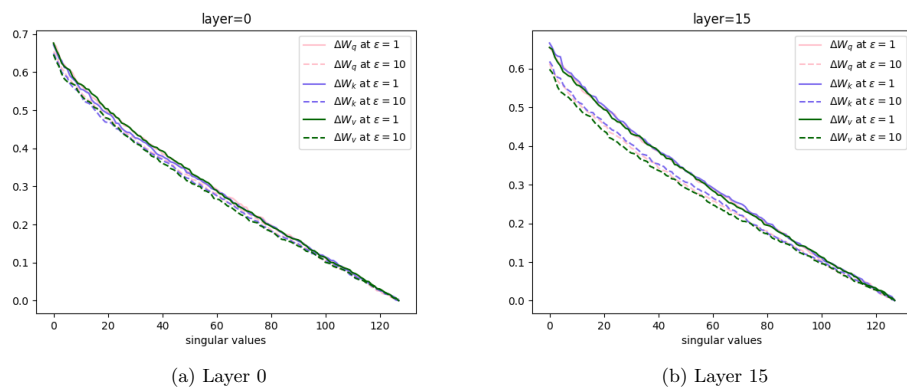 layer=0
0.7
0.6
0.5
0.4
0.3
0.2
0.1
0.0
0 20 40 60 80 100 120
singular values
ΔW_q at ε = 1
ΔW_q at ε = 10
ΔW_k at ε = 1
ΔW_k at ε = 10
ΔW_v at ε = 1
ΔW_v at ε = 10
(a) Layer 0
layer=15
0.6
0.5
0.4
0.3
0.2
0.1
0.0
0 20 40 60 80 100 120
singular values
ΔW_q at ε = 1
ΔW_q at ε = 10
ΔW_k at ε = 1
ΔW_k at ε = 10
ΔW_v at ε = 1
ΔW_v at ε = 10
(b) Layer 15